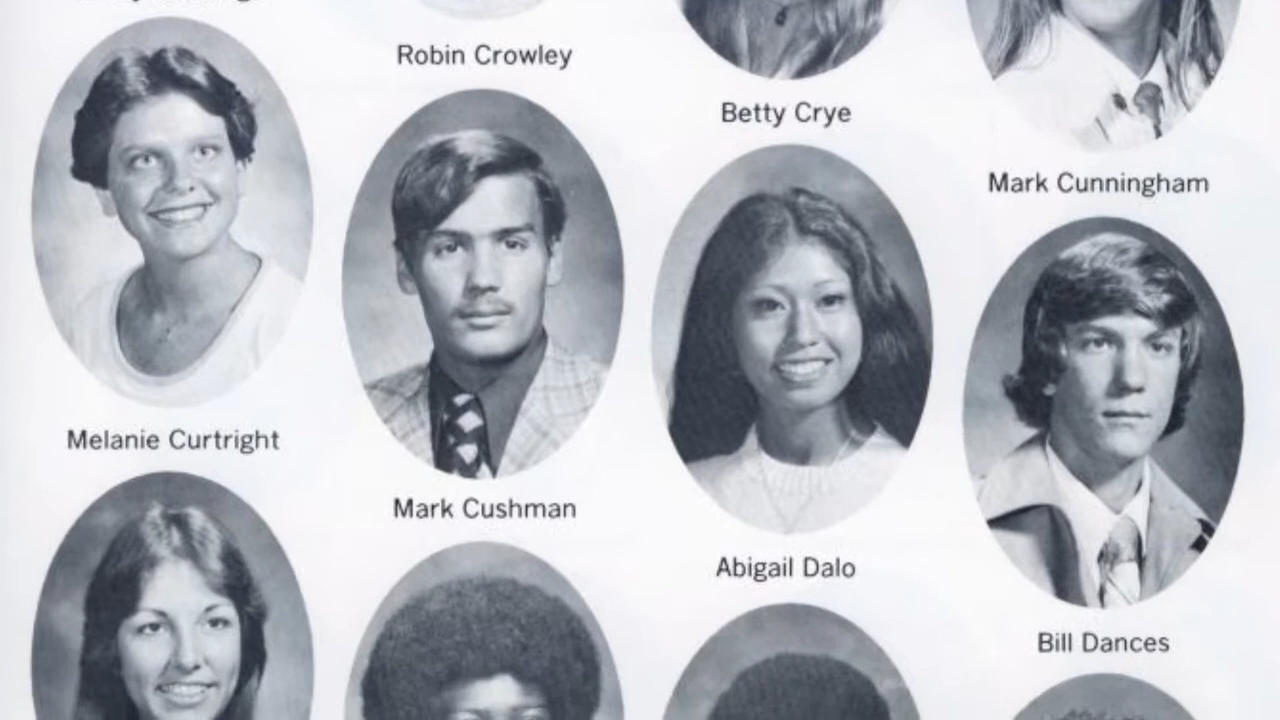 Robin Crowley
Betty Crye
Mark Cunningham
Melanie Curtright
Mark Cushman
Abigail Dalo
Bill Dances